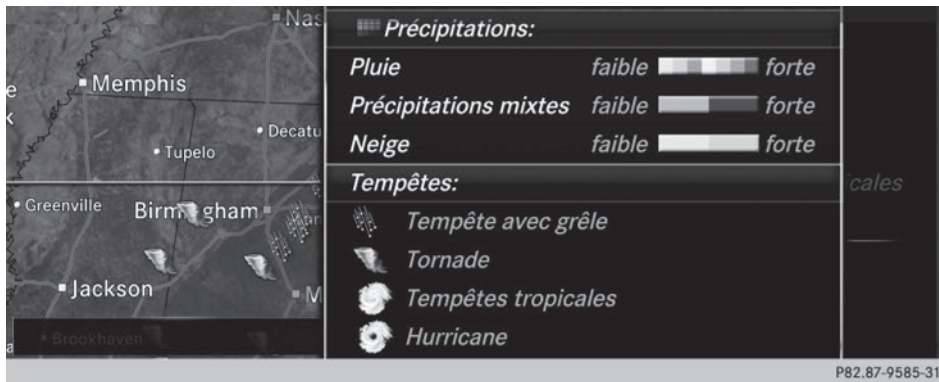 Nas
Précipitations:
Pluie faible forte
Memphis
Précipitations mixtes faible forte
Decatu
Tupelo
Neige faible forte
Tempêtes:
cales
Greenville
Birm gham
Tempête avec grêle
Tornade
Jackson
M
Tempêtes tropicales
Brookhaven
Hurricane
P82.87-9585-31